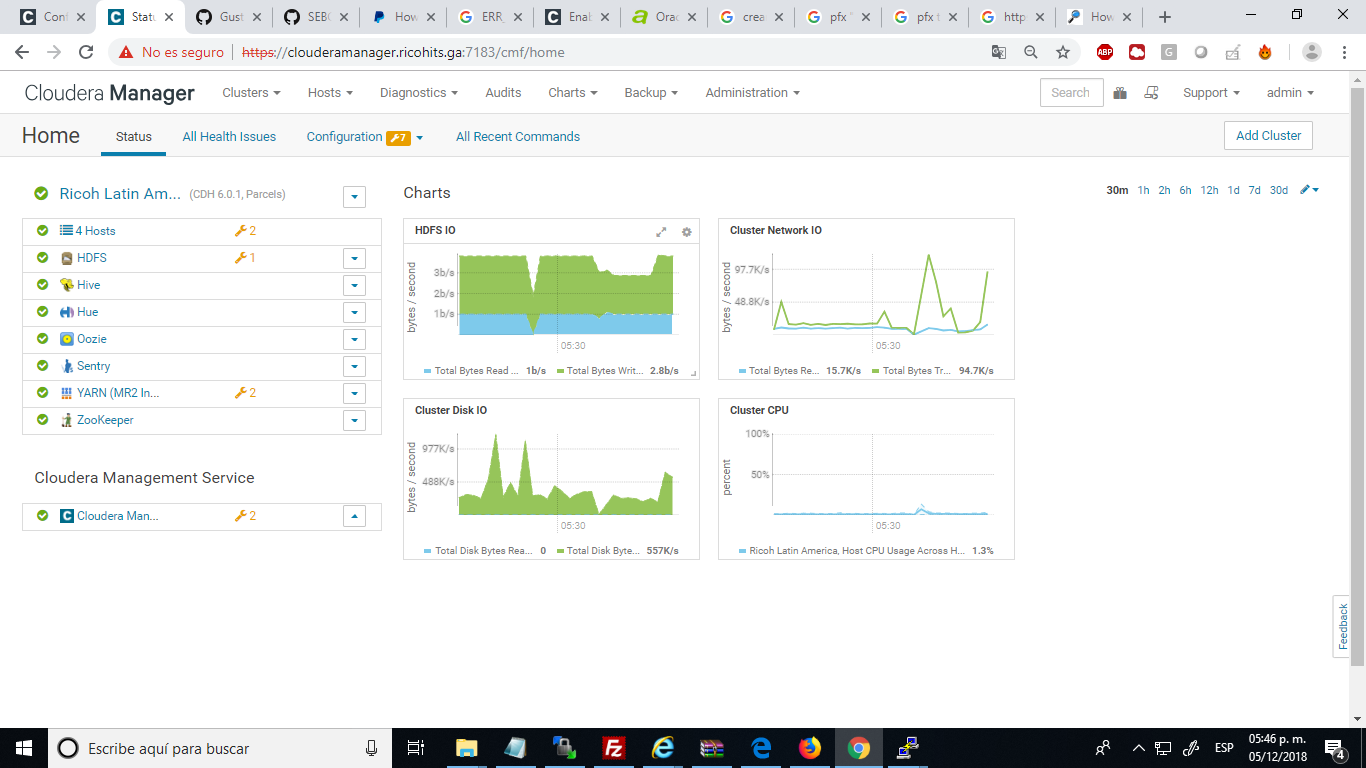 Conf
Statu
Gust
SEBC
How
ERR_
Enab
Orac
crea
pfx
pfx t
http
How
No es seguro
https://clouderamanager.ricohits.ga:7183/cmf/home
Cloudera Manager
Clusters
Hosts
Diagnostics
Audits
Charts
Backup
Administration
Search
Support
admin
Home
Status
All Health Issues
Configuration 7
All Recent Commands
Add Cluster
Ricoh Latin Am... (CDH 6.0.1, Parcels)
4 Hosts 2
HDFS 1
Hive
Hue
Oozie
Sentry
YARN (MR2 In... 2
ZooKeeper
Cloudera Management Service
Cloudera Man... 2
Charts
30m 1h 2h 6h 12h 1d 7d 30d
HDFS IO
bytes / second
3b/s
2b/s
1b/s
05:30
Total Bytes Read ... 1b/s Total Bytes Writ... 2.8b/s
Cluster Network IO
bytes / second
97.7K/s
48.8K/s
05:30
Total Bytes Re... 15.7K/s Total Bytes Tr... 94.7K/s
Cluster Disk IO
bytes / second
977K/s
488K/s
05:30
Total Disk Bytes Rea... 0 Total Disk Byte... 557K/s
Cluster CPU
percent
100%
50%
05:30
Ricoh Latin America, Host CPU Usage Across H... 1.3%
Feedback
Escribe aquí para buscar
ESP
05:46 p. m.
05/12/2018
4